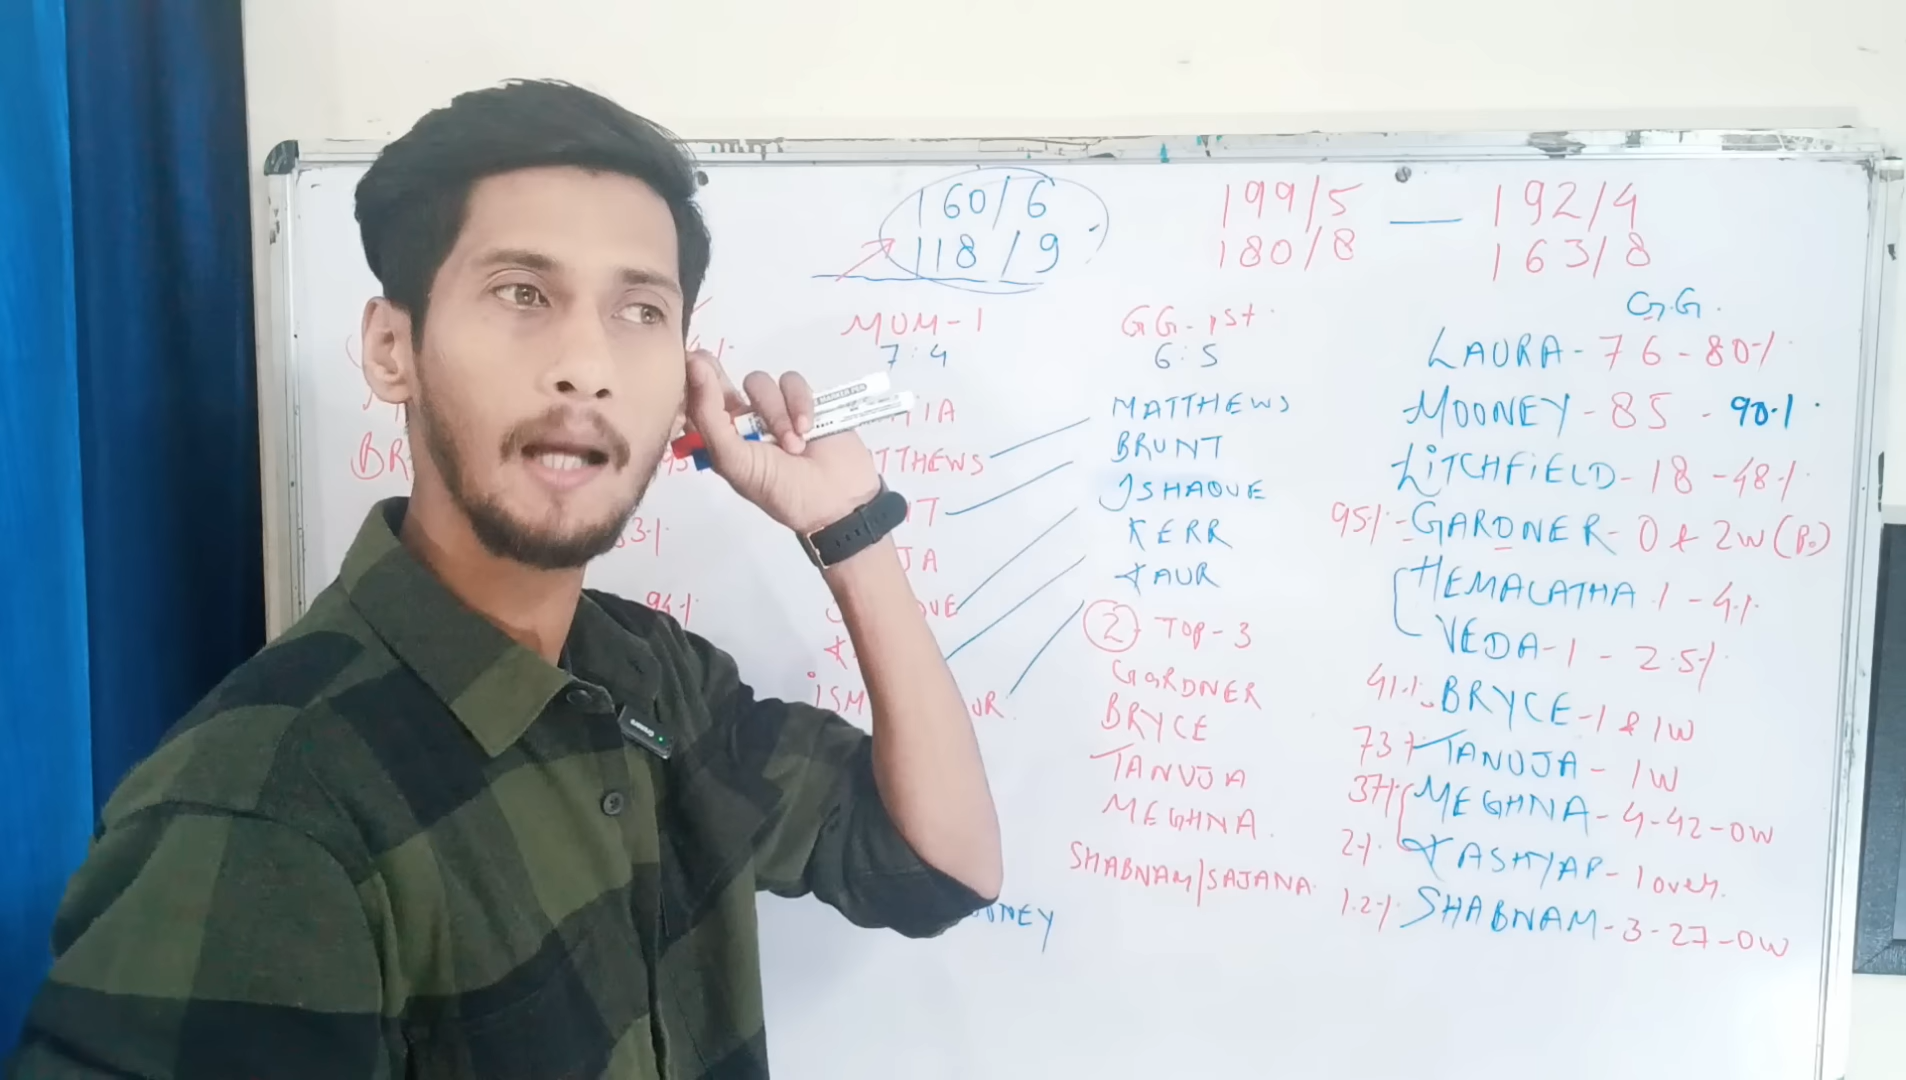 160/6
118/9
199/5 — 192/4
180/8 163/8
MUM-1
7:4
TTHEWS
GG-1st
6:5
MATTHEWS
BRUNT
ISHAQUE
KERR
KAUR
② TOP-3
GARDNER
BRYCE
TANUJA
MEGHNA
SHABNAM/SAJANA
G.G.
LAURA-76-80%
MOONEY-85-90%
LITCHFIELD-18-48%
95%-GARDNER-0 & 2W(P.)
HEMALATHA 1-4%
VEDA-1-2.5%
41% BRYCE-1 & 1W
73% TANUJA-1W
37% MEGHNA-4-42-0W
2% KASHYAP-1 over.
1.2% SHABNAM-3-27-0W